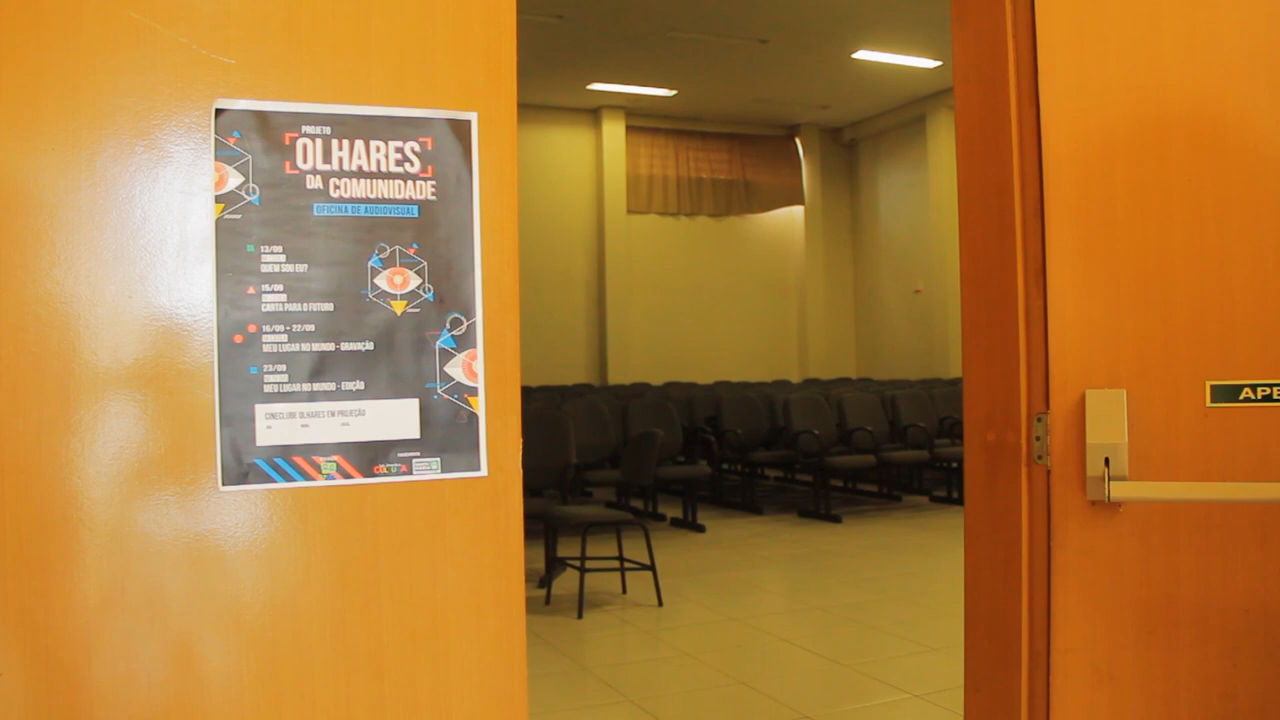 PROJETO
OLHARES
DA COMUNIDADE
OFICINA DE AUDIOVISUAL
13/09
QUEM SOU EU?
15/09
CARTA PARA O FUTURO
16/09 - 22/09
MEU LUGAR NO MUNDO - GRAVAÇÃO
23/09
MEU LUGAR NO MUNDO - EDIÇÃO
CINECLUBE OLHARES EM PROJEÇÃO
CULTURA
APE